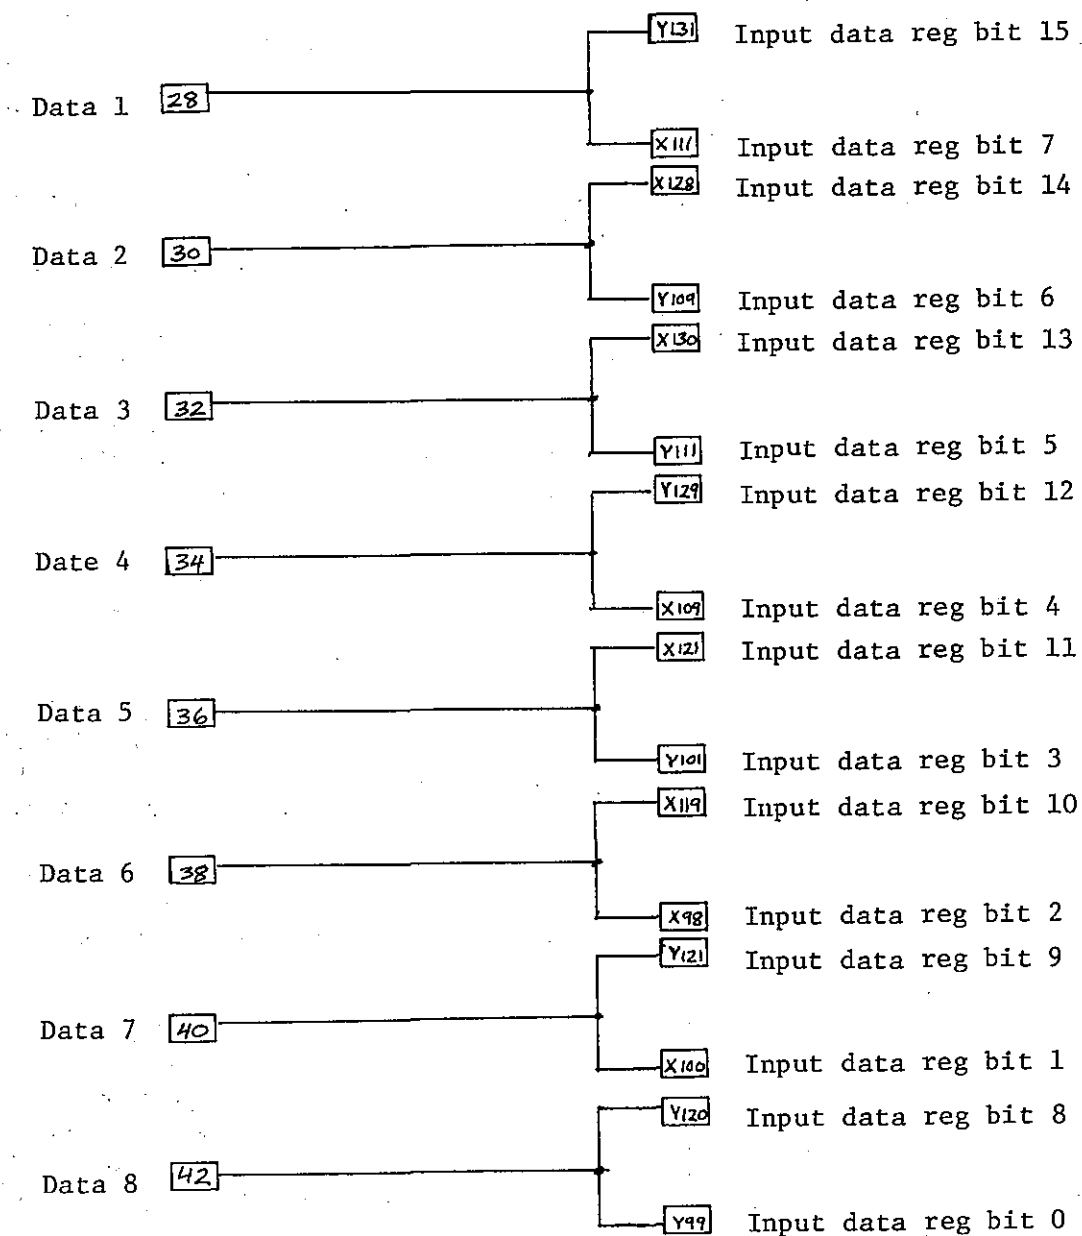 Y131 Input data reg bit 15
Data 1 28
X111 Input data reg bit 7
X128 Input data reg bit 14
Data 2 30
Y109 Input data reg bit 6
X130 Input data reg bit 13
Data 3 32
Y111 Input data reg bit 5
Y129 Input data reg bit 12
Date 4 34
X109 Input data reg bit 4
X121 Input data reg bit 11
Data 5 36
Y101 Input data reg bit 3
X119 Input data reg bit 10
Data 6 38
X98 Input data reg bit 2
Y121 Input data reg bit 9
Data 7 40
X100 Input data reg bit 1
Y120 Input data reg bit 8
Data 8 42
Y99 Input data reg bit 0